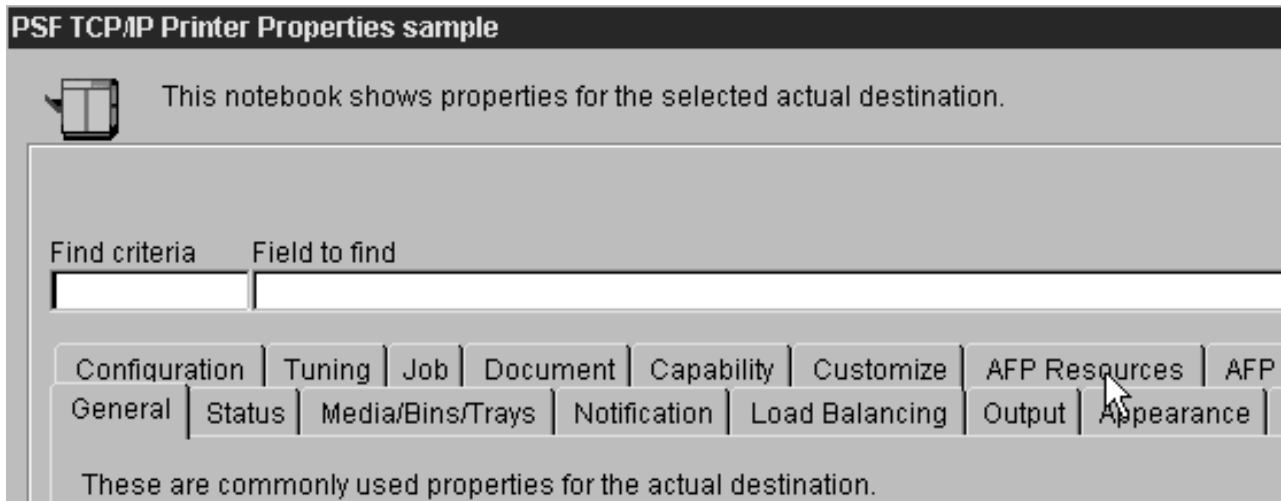 PSF TCP/IP Printer Properties sample
This notebook shows properties for the selected actual destination.
Find criteria Field to find
Configuration Tuning Job Document Capability Customize AFP Resources AFP
General Status Media/Bins/Trays Notification Load Balancing Output Appearance
These are commonly used properties for the actual destination.